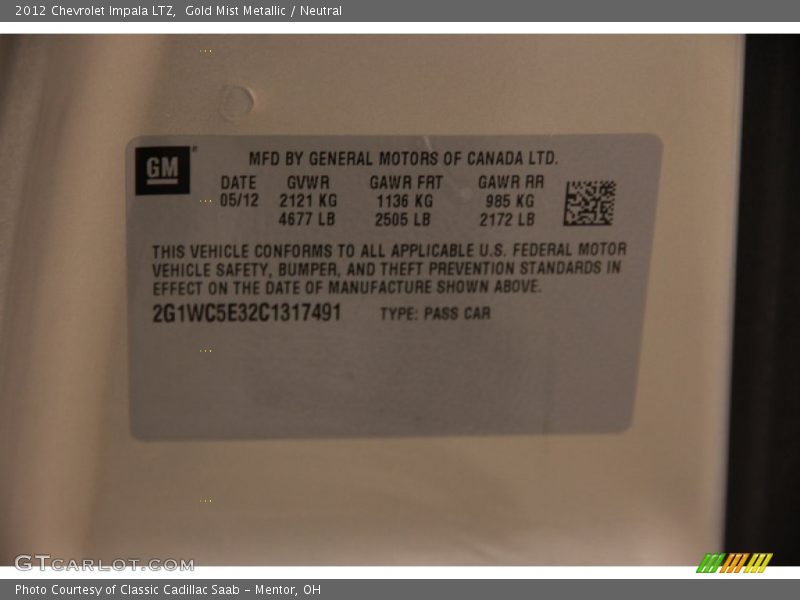 2012 Chevrolet Impala LTZ, Gold Mist Metallic / Neutral
GM
MFD BY GENERAL MOTORS OF CANADA LTD.
DATE GVWR GAWR FRT GAWR RR
05/12 2121 KG 1136 KG 985 KG
4677 LB 2505 LB 2172 LB
THIS VEHICLE CONFORMS TO ALL APPLICABLE U.S. FEDERAL MOTOR
VEHICLE SAFETY, BUMPER, AND THEFT PREVENTION STANDARDS IN
EFFECT ON THE DATE OF MANUFACTURE SHOWN ABOVE.
2G1WC5E32C1317491 TYPE: PASS CAR
GTCARLOT.COM
Photo Courtesy of Classic Cadillac Saab - Mentor, OH